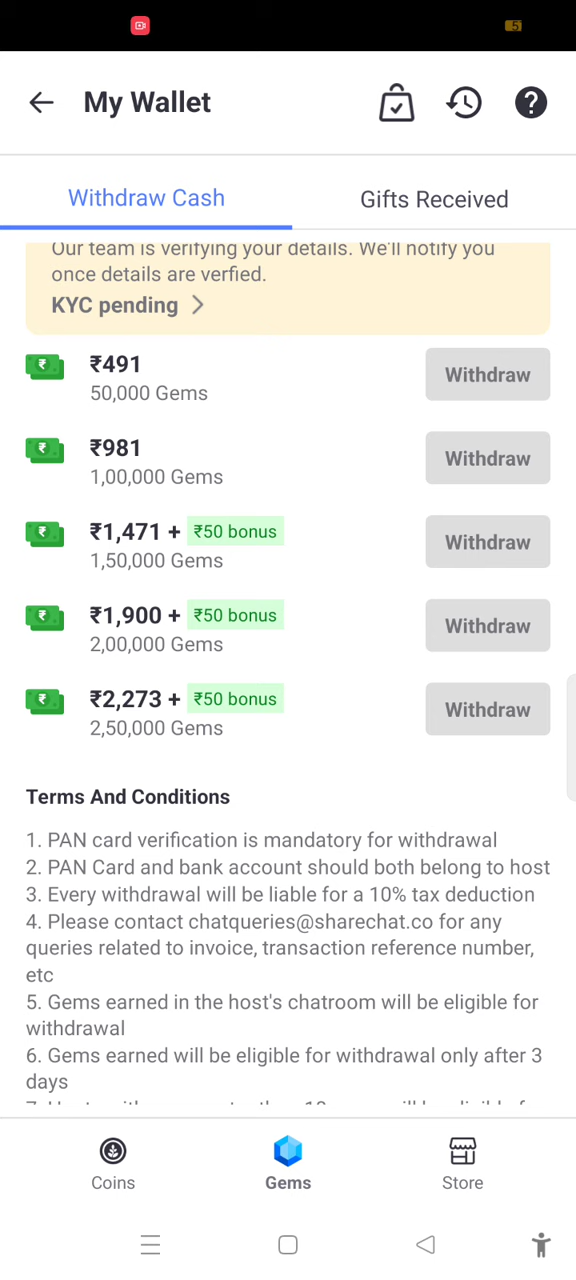 5
My Wallet
Withdraw Cash
Gifts Received
Our team is verifying your details. We'll notify you
once details are verfied.
KYC pending
₹491
50,000 Gems
Withdraw
₹981
1,00,000 Gems
Withdraw
₹1,471 + ₹50 bonus
1,50,000 Gems
Withdraw
₹1,900 + ₹50 bonus
2,00,000 Gems
Withdraw
₹2,273 + ₹50 bonus
2,50,000 Gems
Withdraw
Terms And Conditions
1. PAN card verification is mandatory for withdrawal
2. PAN Card and bank account should both belong to host
3. Every withdrawal will be liable for a 10% tax deduction
4. Please contact chatqueries@sharechat.co for any
queries related to invoice, transaction reference number,
etc
5. Gems earned in the host's chatroom will be eligible for
withdrawal
6. Gems earned will be eligible for withdrawal only after 3
days
Coins
Gems
Store